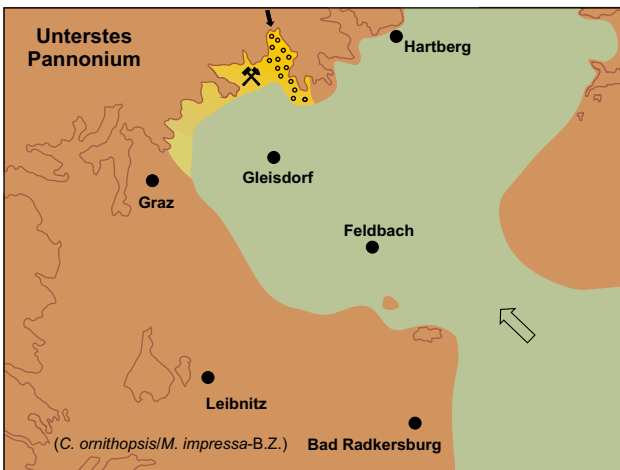 Unterstes
Pannonium
Hartberg
Gleisdorf
Graz
Feldbach
Leibnitz
(C. ornithopsis/M. impressa-B.Z.)
Bad Radkersburg